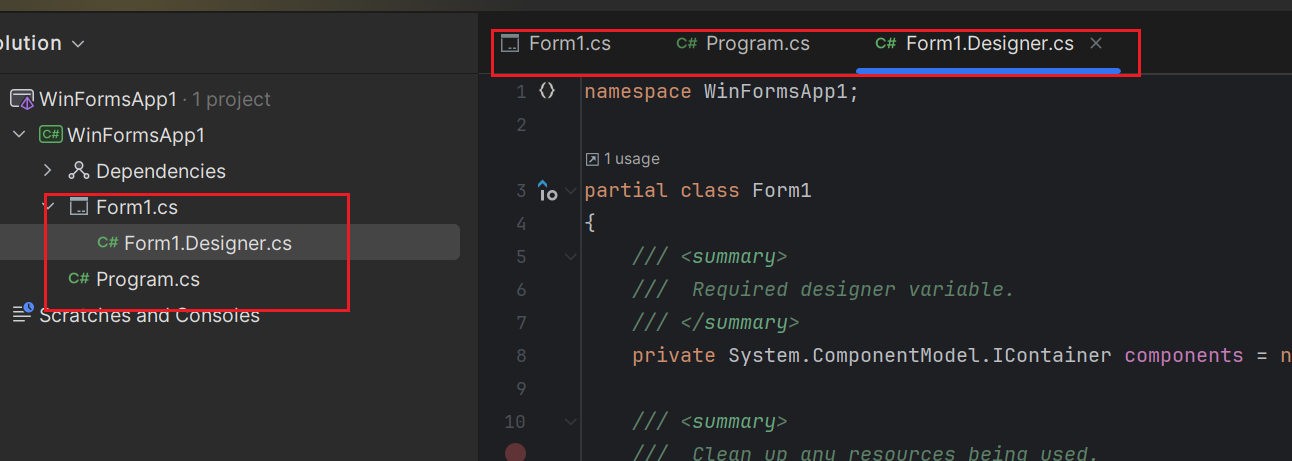 olution
WinFormsApp1 · 1 project
WinFormsApp1
Dependencies
Form1.cs
C# Form1.Designer.cs
C# Program.cs
Scratches and Consoles
Form1.cs C# Program.cs C# Form1.Designer.cs
1 namespace WinFormsApp1;
2
1 usage
3 partial class Form1
4 {
5 /// <summary>
6 /// Required designer variable.
7 /// </summary>
8 private System.ComponentModel.IContainer components = n
9
10 /// <summary>
/// Clean up any resources being used.